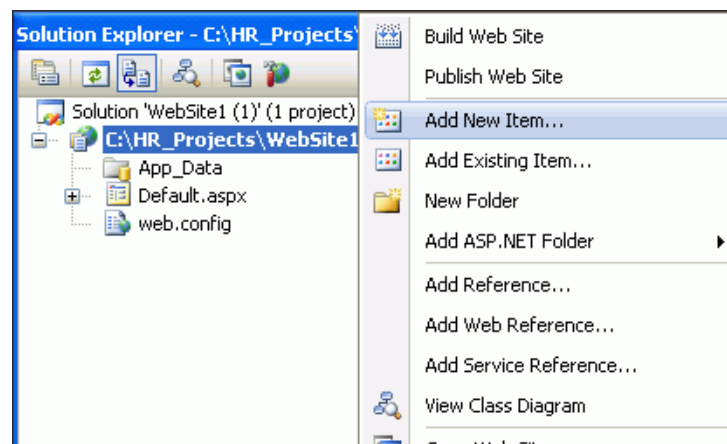 Solution Explorer - C:\HR_Projects\
Solution 'WebSite1 (1)' (1 project)
C:\HR_Projects\WebSite1
App_Data
Default.aspx
web.config
Build Web Site
Publish Web Site
Add New Item...
Add Existing Item...
New Folder
Add ASP.NET Folder
Add Reference...
Add Web Reference...
Add Service Reference...
View Class Diagram